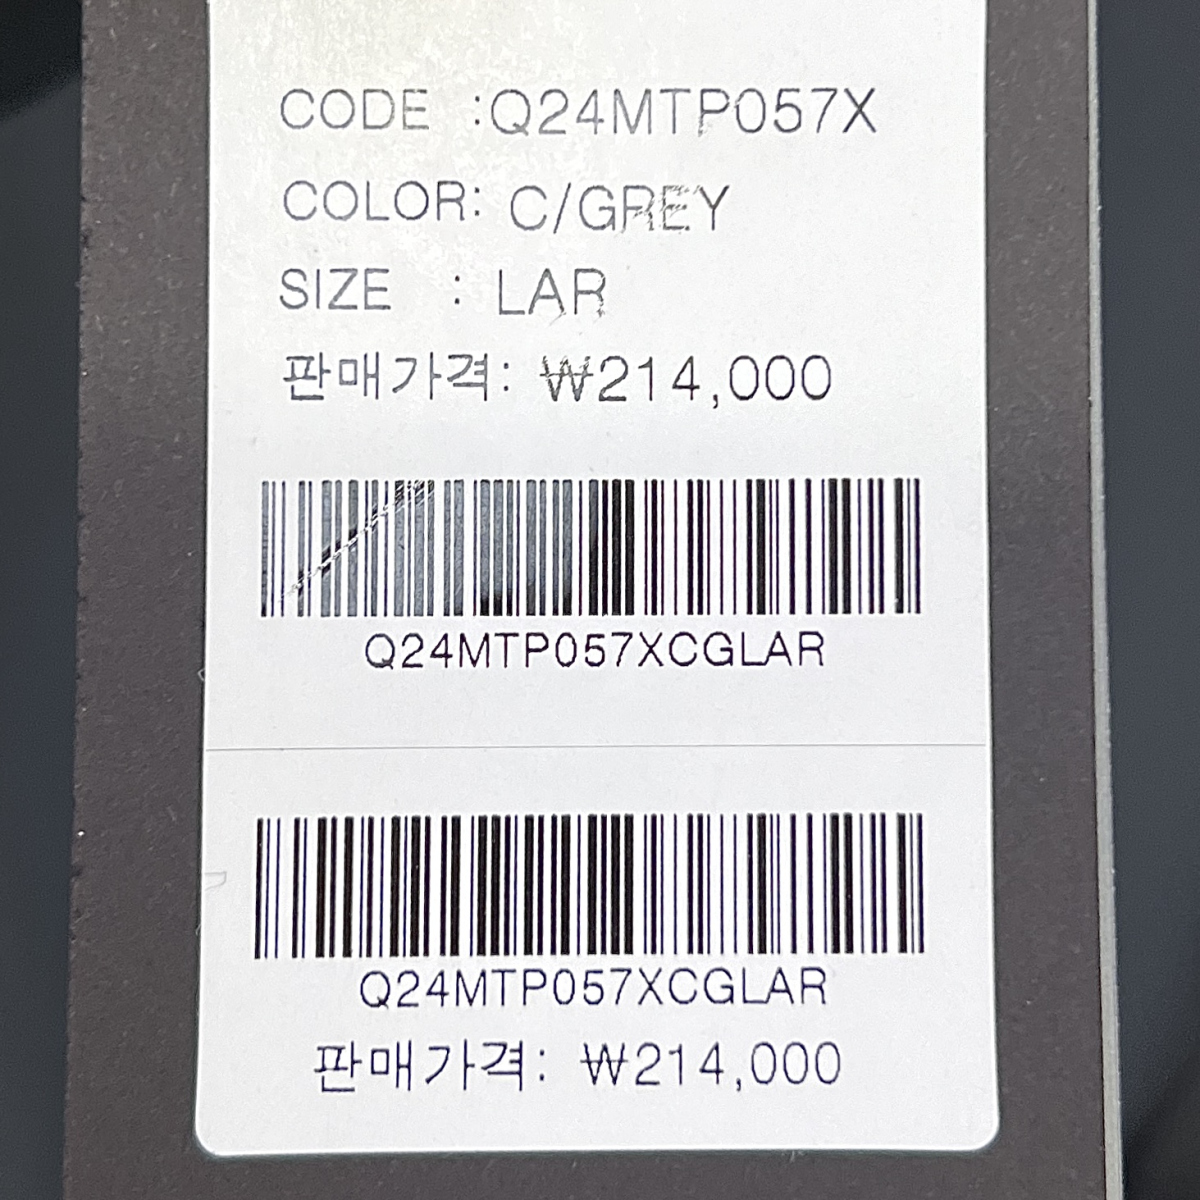 CODE :Q24MTP057X
COLOR: C/GREY
SIZE : LAR
판매가격: ₩214,000
Q24MTP057XCGLAR
Q24MTP057XCGLAR
판매가격: ₩214,000